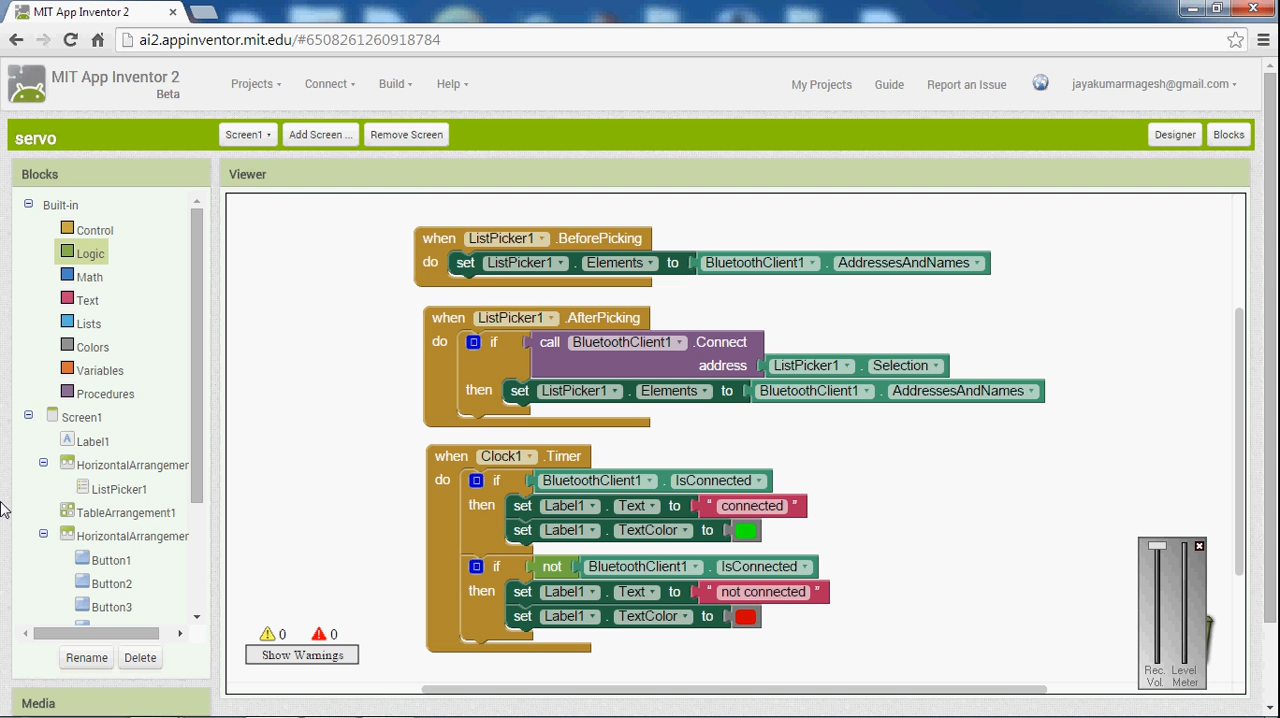 MIT App Inventor 2
ai2.appinventor.mit.edu/#6508261260918784
MIT App Inventor 2
Beta
Projects Connect Build Help My Projects Guide Report an Issue jayakumarmagesh@gmail.com
servo Screen1 Add Screen ... Remove Screen Designer Blocks
Blocks
Viewer
Built-in
Control
Logic
Math
Text
Lists
Colors
Variables
Procedures
Screen1
Label1
HorizontalArrangemer
ListPicker1
TableArrangement1
HorizontalArrangemer
Button1
Button2
Button3
Rename Delete
Media
when ListPicker1 .BeforePicking
do set ListPicker1 . Elements to BluetoothClient1 . AddressesAndNames
when ListPicker1 .AfterPicking
do if call BluetoothClient1 .Connect
address ListPicker1 . Selection
then set ListPicker1 . Elements to BluetoothClient1 . AddressesAndNames
when Clock1 .Timer
do if BluetoothClient1 . IsConnected
then set Label1 . Text to " connected "
set Label1 . TextColor to
if not BluetoothClient1 . IsConnected
then set Label1 . Text to " not connected "
set Label1 . TextColor to
0 0
Show Warnings
Rec. Level
Vol. Meter